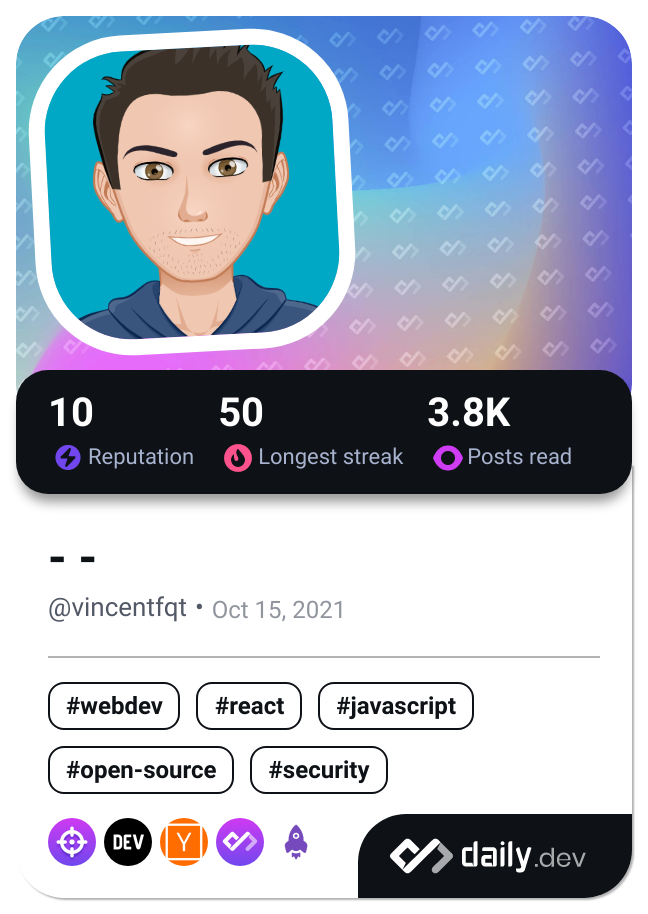 10 50 3.8K
Reputation Longest streak Posts read
- -
@vincentfqt • Oct 15, 2021
#webdev #react #javascript
#open-source #security
DEV Y daily.dev